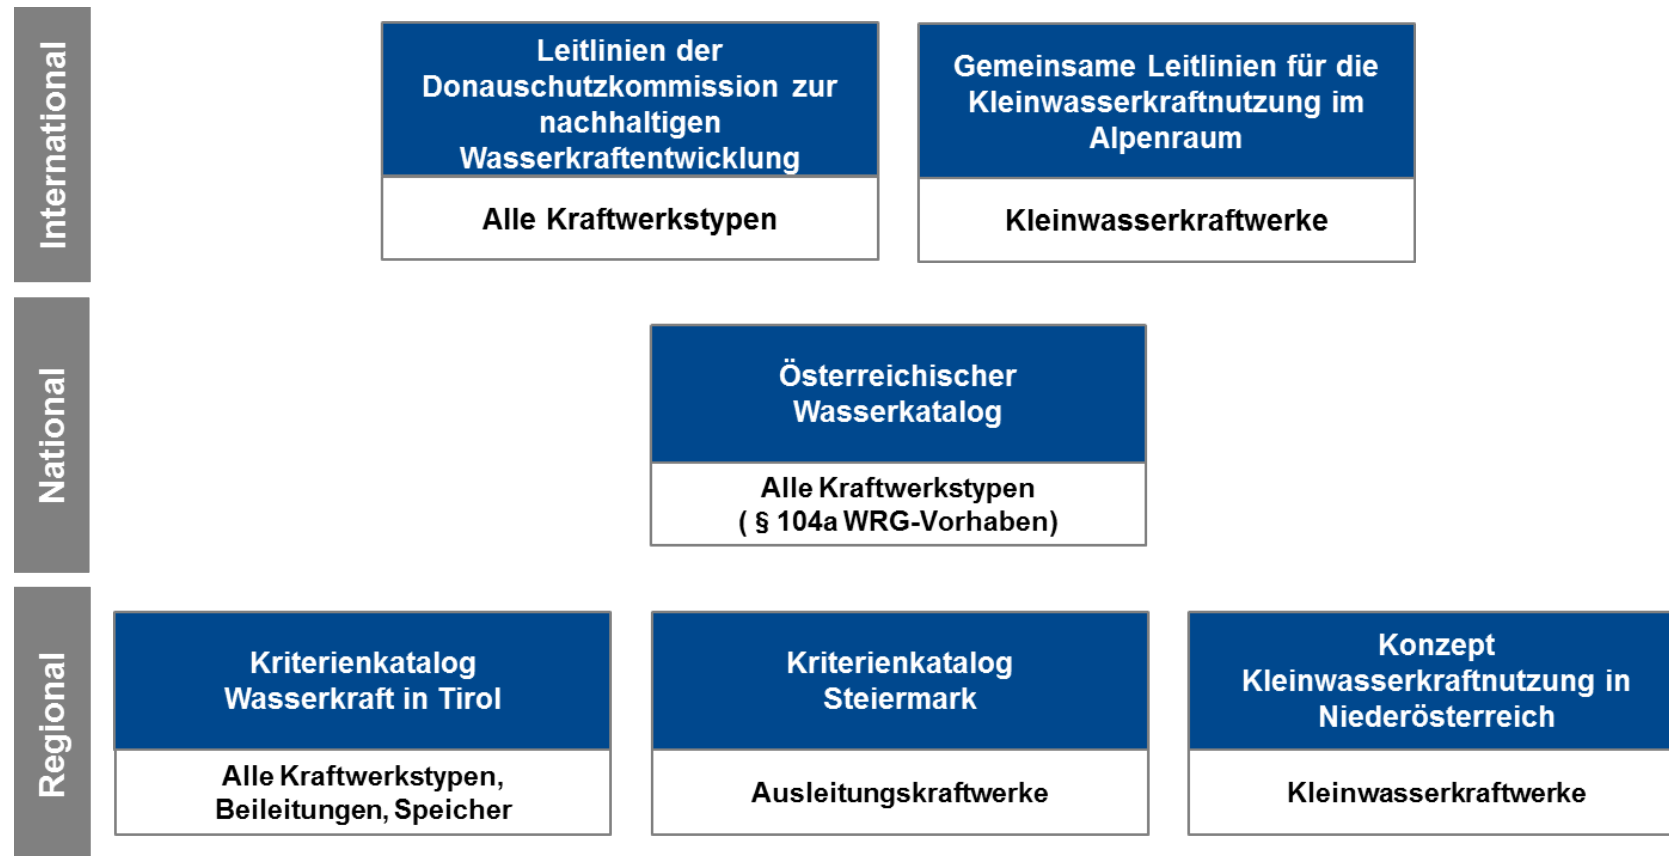 International
Leitlinien der
Donauschutzkommission zur
nachhaltigen
Wasserkraftentwicklung
Alle Kraftwerkstypen
Gemeinsame Leitlinien für die
Kleinwasserkraftnutzung im
Alpenraum
Kleinwasserkraftwerke
National
Österreichischer
Wasserkatalog
Alle Kraftwerkstypen
( § 104a WRG-Vorhaben)
Regional
Kriterienkatalog
Wasserkraft in Tirol
Alle Kraftwerkstypen,
Beileitungen, Speicher
Kriterienkatalog
Steiermark
Ausleitungskraftwerke
Konzept
Kleinwasserkraftnutzung in
Niederösterreich
Kleinwasserkraftwerke